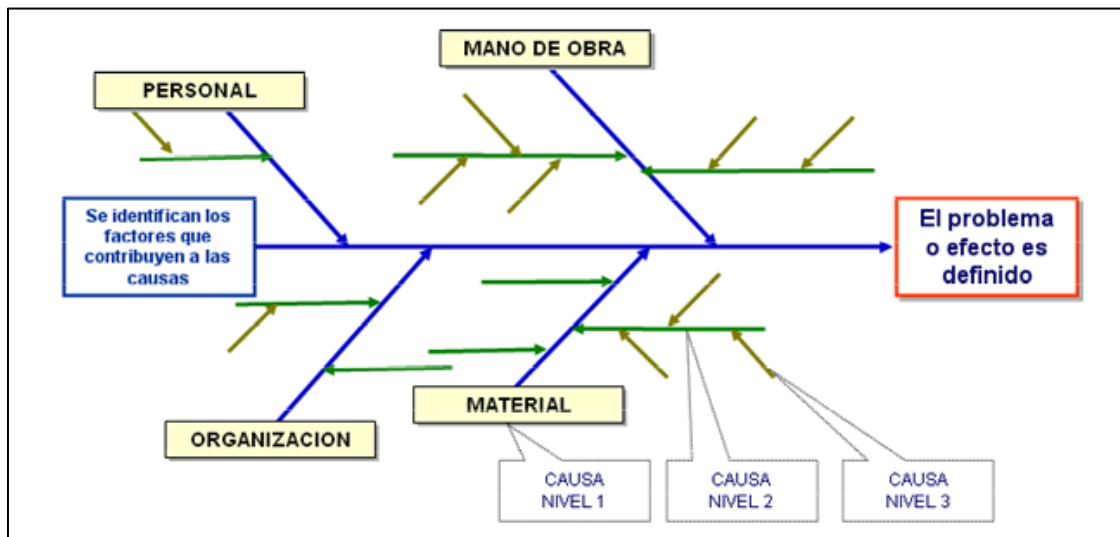 MANO DE OBRA
PERSONAL
Se identifican los
factores que
contribuyen a las
causas
El problema
o efecto es
definido
ORGANIZACION
MATERIAL
CAUSA
NIVEL 1
CAUSA
NIVEL 2
CAUSA
NIVEL 3